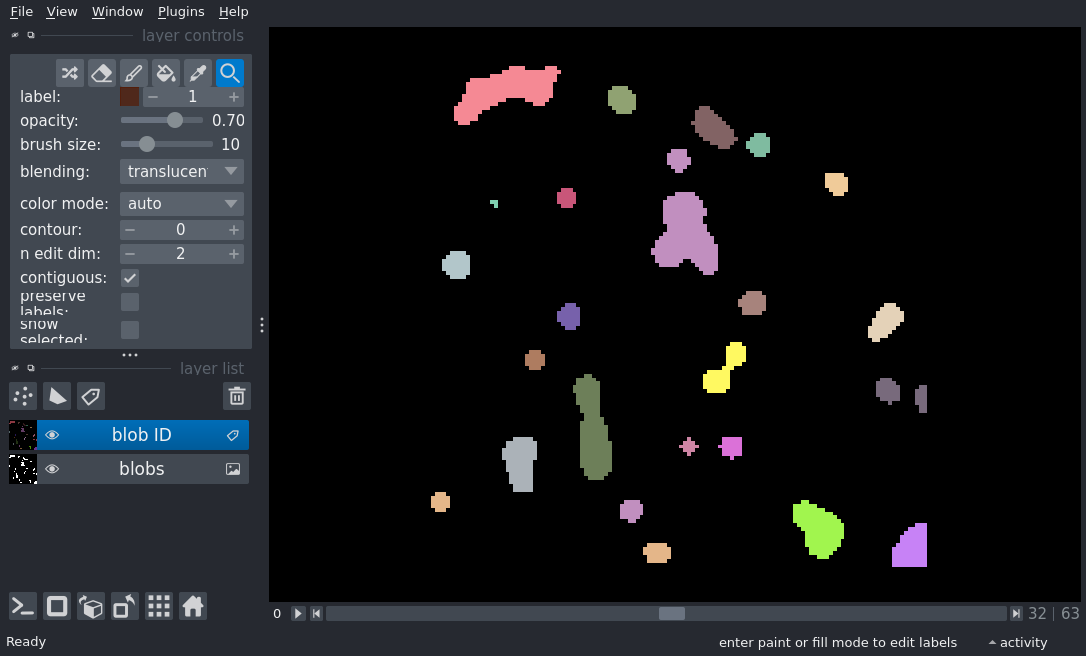 File View Window Plugins Help
layer controls
label: 1
opacity: 0.70
brush size: 10
blending: translucen
color mode: auto
contour: 0
n edit dim: 2
contiguous:
preserve
labels:
show
selected:
layer list
blob ID
blobs
0 32 | 63
Ready enter paint or fill mode to edit labels activity